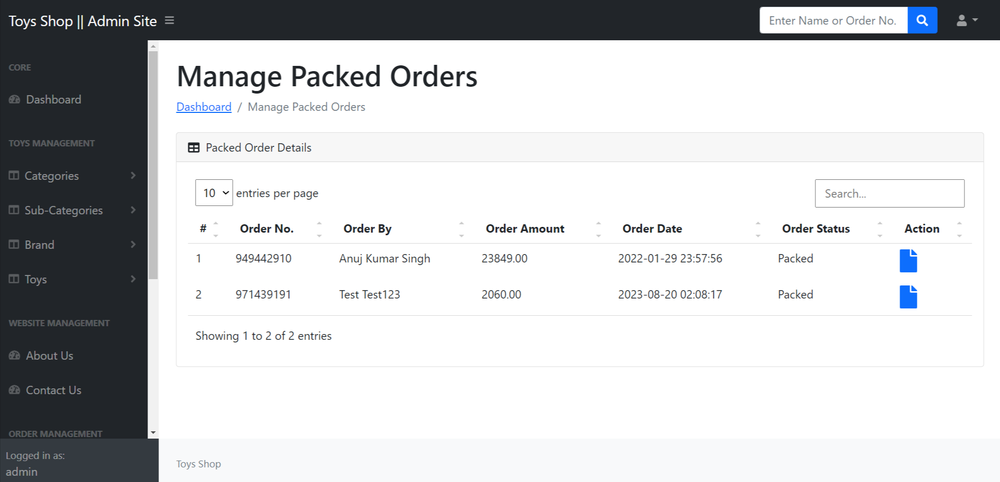 Toys Shop || Admin Site
Enter Name or Order No.
CORE
Dashboard
TOYS MANAGEMENT
Categories
Sub-Categories
Brand
Toys
WEBSITE MANAGEMENT
About Us
Contact Us
ORDER MANAGEMENT
Logged in as:
admin
Manage Packed Orders
Dashboard / Manage Packed Orders
Packed Order Details
10 entries per page
Search...
# Order No. Order By Order Amount Order Date Order Status Action
1 949442910 Anuj Kumar Singh 23849.00 2022-01-29 23:57:56 Packed
2 971439191 Test Test123 2060.00 2023-08-20 02:08:17 Packed
Showing 1 to 2 of 2 entries
Toys Shop